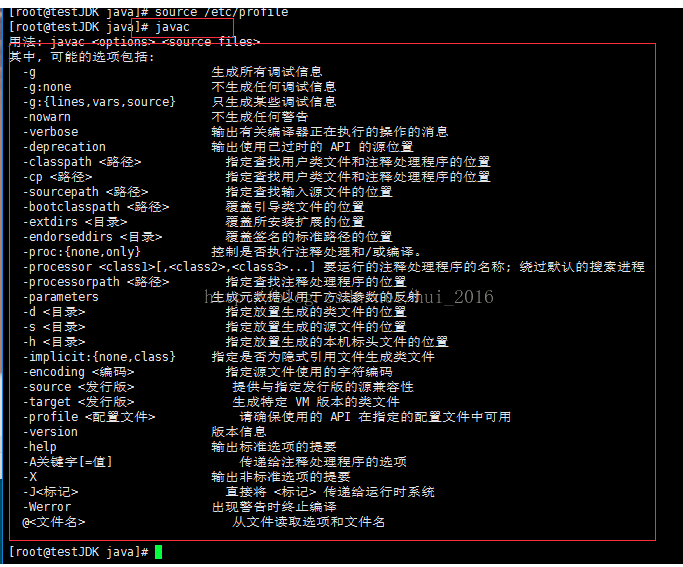 [root@testJDK java]# source /etc/profile
[root@testJDK java]# javac
用法: javac <options> <source files>
其中, 可能的选项包括:
-g 生成所有调试信息
-g:none 不生成任何调试信息
-g:{lines,vars,source} 只生成某些调试信息
-nowarn 不生成任何警告
-verbose 输出有关编译器正在执行的操作的消息
-deprecation 输出使用已过时的 API 的源位置
-classpath <路径> 指定查找用户类文件和注释处理程序的位置
-cp <路径> 指定查找用户类文件和注释处理程序的位置
-sourcepath <路径> 指定查找输入源文件的位置
-bootclasspath <路径> 覆盖引导类文件的位置
-extdirs <目录> 覆盖所安装扩展的位置
-endorseddirs <目录> 覆盖签名的标准路径的位置
-proc:{none,only} 控制是否执行注释处理和/或编译。
-processor <class1>[,<class2>,<class3>...] 要运行的注释处理程序的名称; 绕过默认的搜索进程
-processorpath <路径> 指定查找注释处理程序的位置
-parameters 生成元数据以用于方法参数的反射
-d <目录> 指定放置生成的类文件的位置
-s <目录> 指定放置生成的源文件的位置
-h <目录> 指定放置生成的本机标头文件的位置
-implicit:{none,class} 指定是否为隐式引用文件生成类文件
-encoding <编码> 指定源文件使用的字符编码
-source <发行版> 提供与指定发行版的源兼容性
-target <发行版> 生成特定 VM 版本的类文件
-profile <配置文件> 请确保使用的 API 在指定的配置文件中可用
-version 版本信息
-help 输出标准选项的提要
-A关键字[=值] 传递给注释处理程序的选项
-X 输出非标准选项的提要
-J<标记> 直接将 <标记> 传递给运行时系统
-Werror 出现警告时终止编译
@<文件名> 从文件读取选项和文件名
[root@testJDK java]#